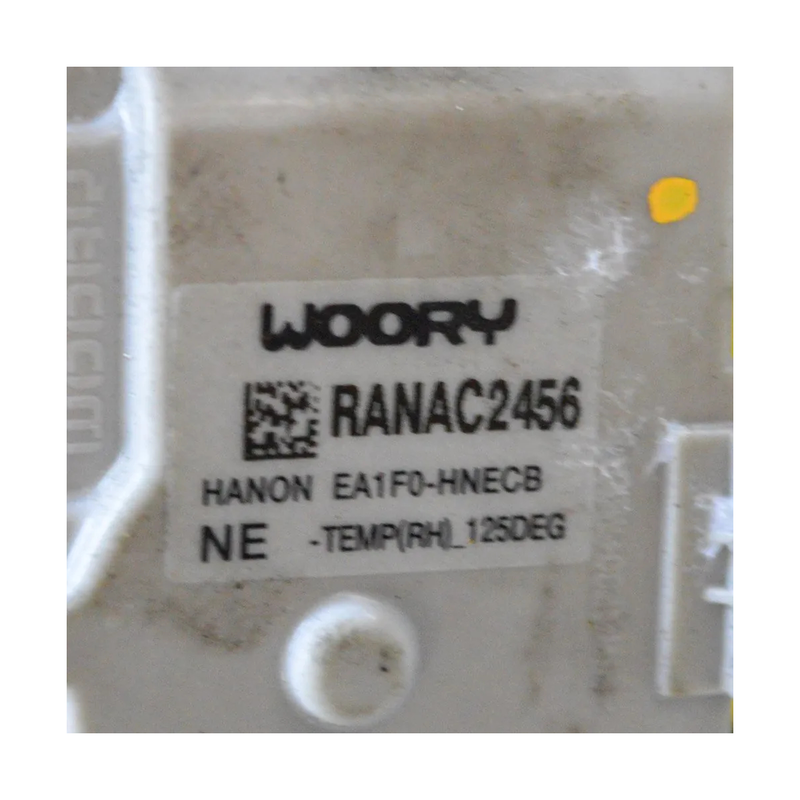 WOORY
RANAC2456
HANON EA1F0-HNECB
NE -TEMP(RH)_125DEG